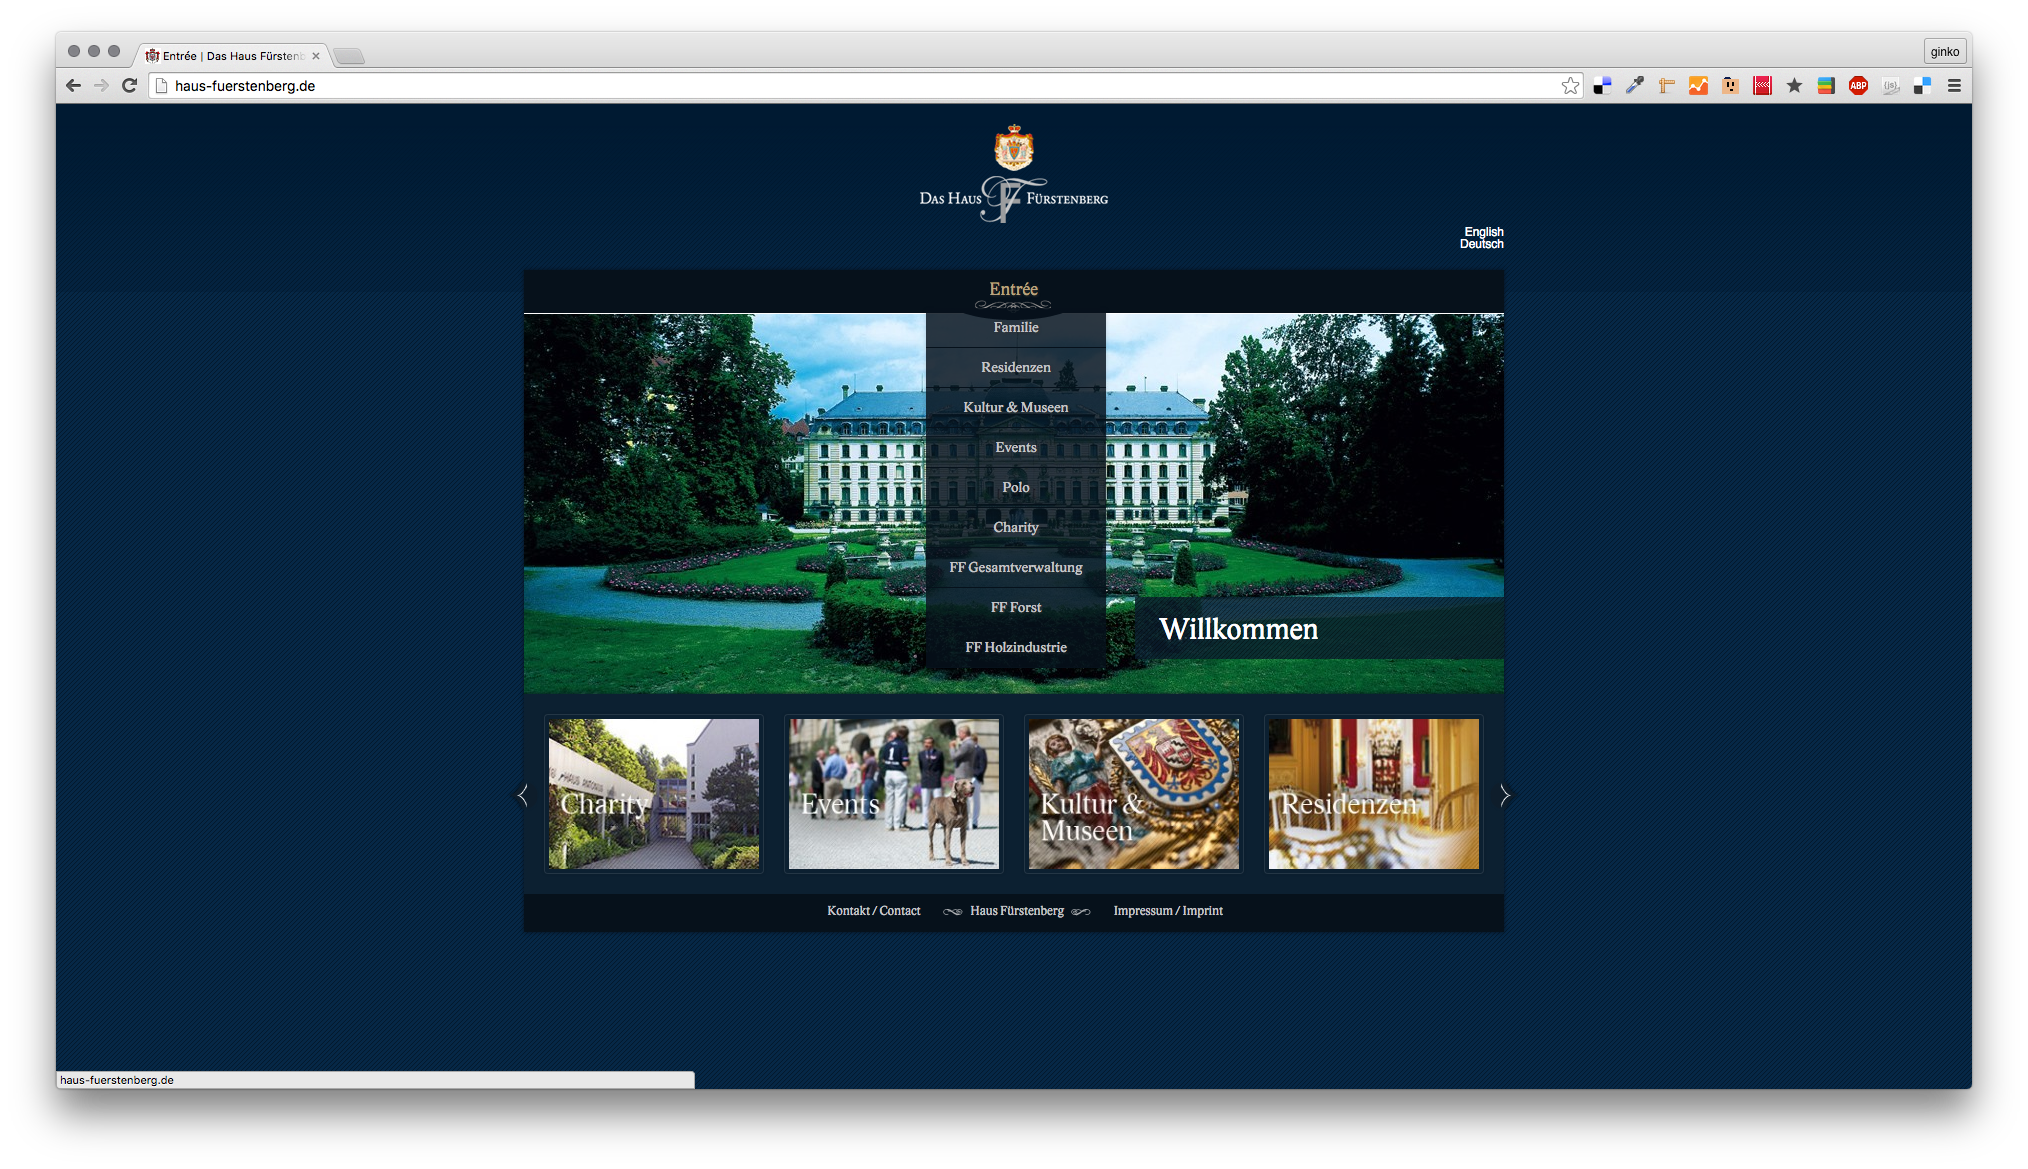 Entrée | Das Haus Fürstenb
ginko
haus-fuerstenberg.de
ABP
{js}
DAS HAUS F FÜRSTENBERG
English
Deutsch
Entrée
Familie
Residenzen
Kultur & Museen
Events
Polo
Charity
FF Gesamtverwaltung
FF Forst
FF Holzindustrie
Willkommen
Charity
Events
Kultur &
Museen
Residenzen
Kontakt / Contact
Haus Fürstenberg
Impressum / Imprint
haus-fuerstenberg.de